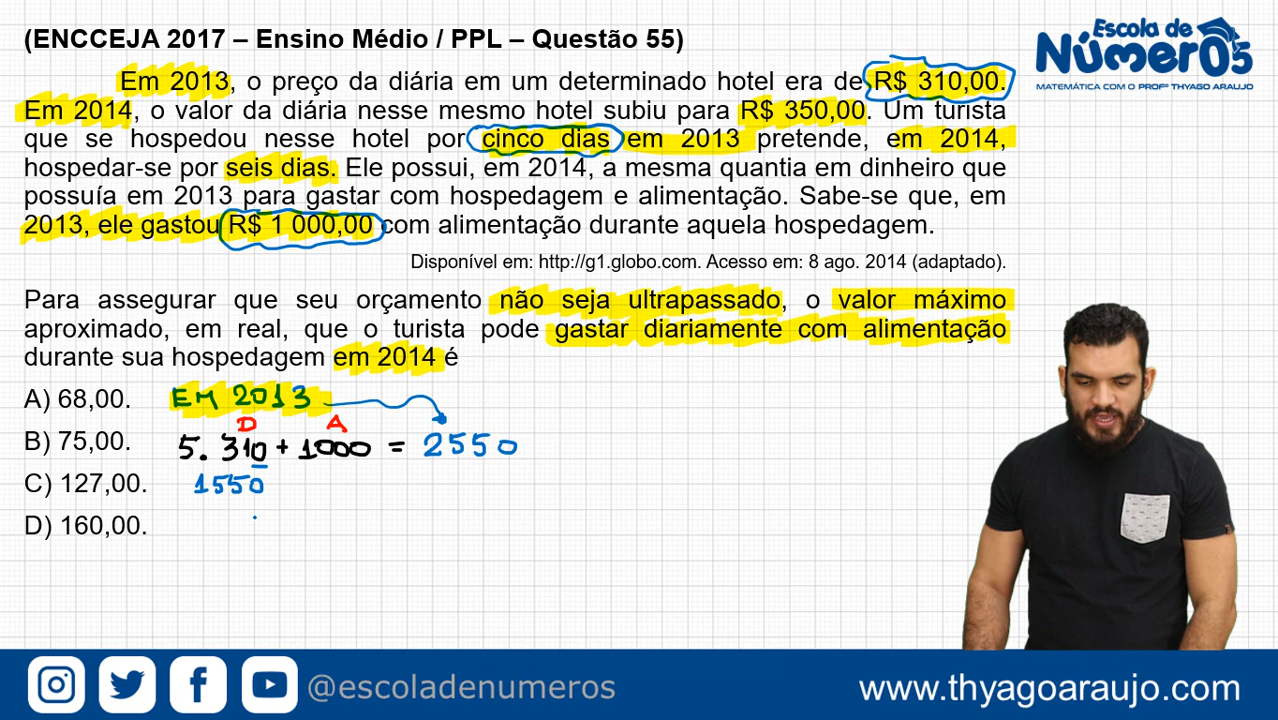 (ENCCEJA 2017 – Ensino Médio / PPL – Questão 55)
Escola de
NúmerO5
MATEMÁTICA COM O PROFº THYAGO ARAUJO
Em 2013, o preço da diária em um determinado hotel era de R$ 310,00.
Em 2014, o valor da diária nesse mesmo hotel subiu para R$ 350,00. Um turista
que se hospedou nesse hotel por cinco dias em 2013 pretende, em 2014,
hospedar-se por seis dias. Ele possui, em 2014, a mesma quantia em dinheiro que
possuía em 2013 para gastar com hospedagem e alimentação. Sabe-se que, em
2013, ele gastou R$ 1 000,00 com alimentação durante aquela hospedagem.
Disponível em: http://g1.globo.com. Acesso em: 8 ago. 2014 (adaptado).
Para assegurar que seu orçamento não seja ultrapassado, o valor máximo
aproximado, em real, que o turista pode gastar diariamente com alimentação
durante sua hospedagem em 2014 é
A) 68,00.
EM 2013
D A
B) 75,00.
5. 310 + 1000 = 2550
C) 127,00.
1550
D) 160,00.
@escoladenumeros
www.thyagoaraujo.com